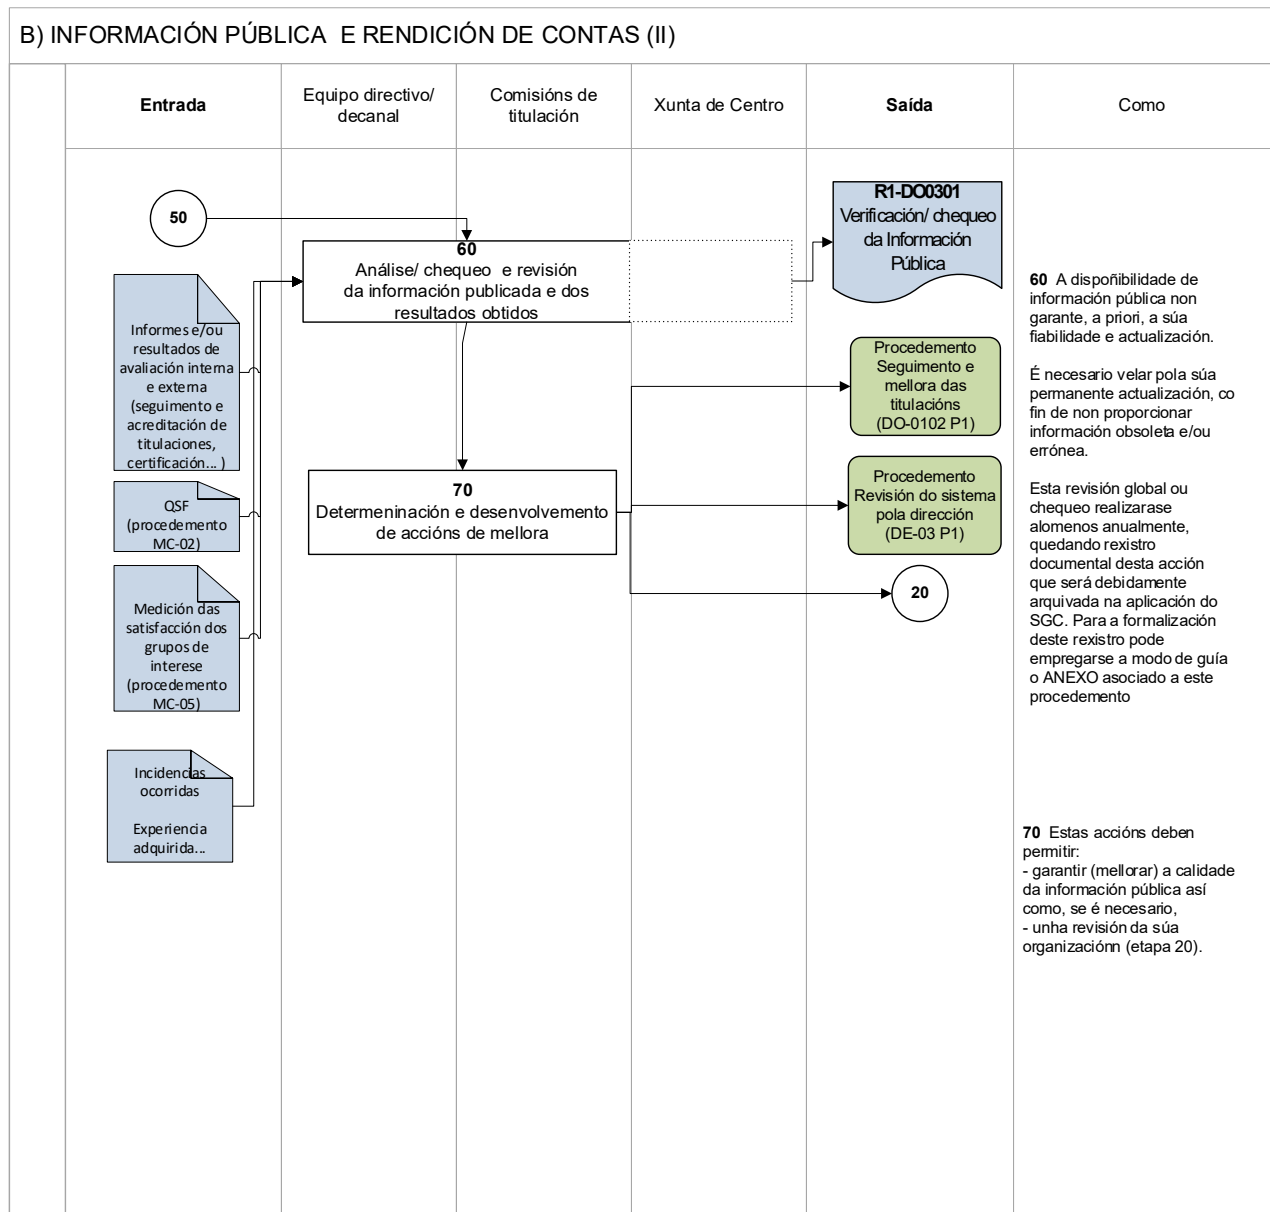 B) INFORMACIÓN PÚBLICA E RENDICIÓN DE CONTAS (II)
Entrada
Equipo directivo/
decanal
Comisións de
titulación
Xunta de Centro
Saída
Como
50
60
Análise/ chequeo e revisión
da información publicada e dos
resultados obtidos
R1-DO0301
Verificación/ chequeo
da Información
Pública
Informes e/ou
resultados de
avaliación interna
e externa
(seguimento e
acreditación de
titulaciones,
certificación... )
QSF
(procedemento
MC-02)
Medición das
satisfacción dos
grupos de
interese
(procedemento
MC-05)
Incidencias
ocorridas
Experiencia
adquirida...
70
Determeninación e desenvolvemento
de accións de mellora
Procedemento
Seguimento e
mellora das
titulacións
(DO-0102 P1)
Procedemento
Revisión do sistema
pola dirección
(DE-03 P1)
20
60 A dispoñibilidade de
información pública non
garante, a priori, a súa
fiabilidade e actualización.
É necesario velar pola súa
permanente actualización, co
fin de non proporcionar
información obsoleta e/ou
errónea.
Esta revisión global ou
chequeo realizarase
alomenos anualmente,
quedando rexistro
documental desta acción
que será debidamente
arquivada na aplicación do
SGC. Para a formalización
deste rexistro pode
empregarse a modo de guía
o ANEXO asociado a este
procedemento
70 Estas accións deben
permitir:
- garantir (mellorar) a calidade
da información pública así
como, se é necesario,
- unha revisión da súa
organizaciónn (etapa 20).